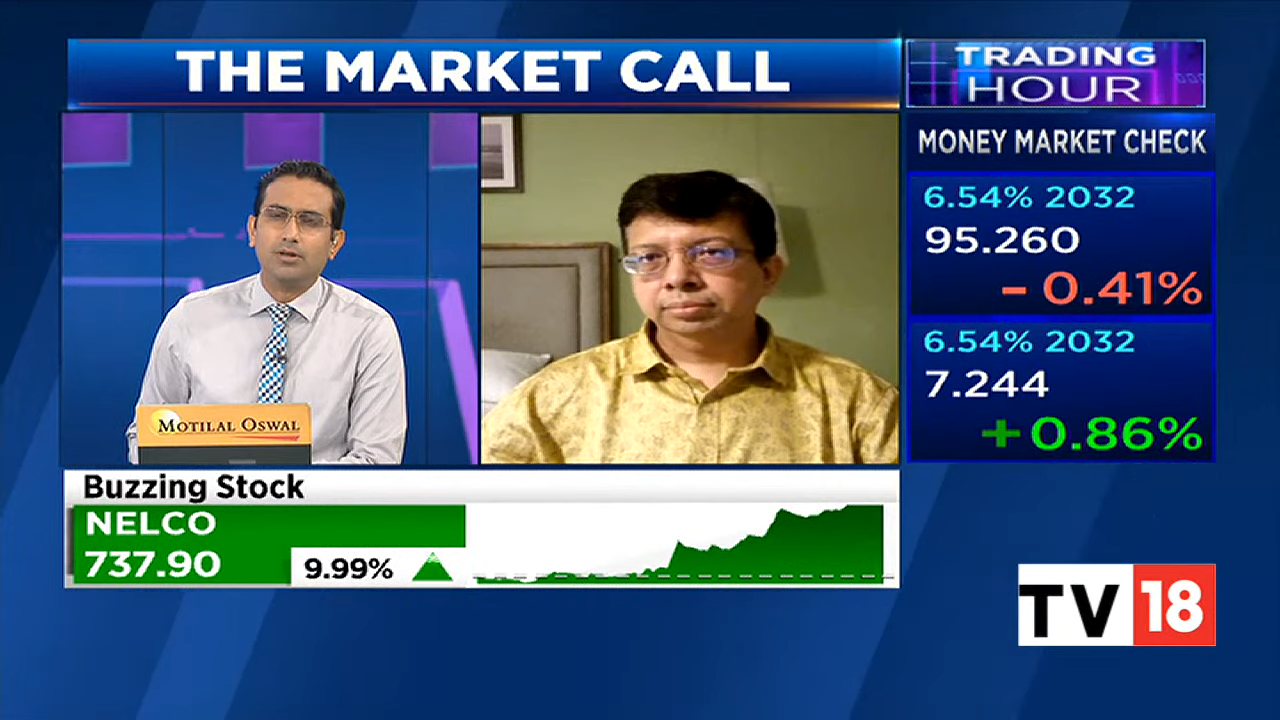 THE MARKET CALL
TRADING
HOUR
MONEY MARKET CHECK
6.54% 2032
95.260
- 0.41%
6.54% 2032
7.244
+0.86%
MOTILAL OSWAL
Buzzing Stock
NELCO
737.90
9.99%
TV18